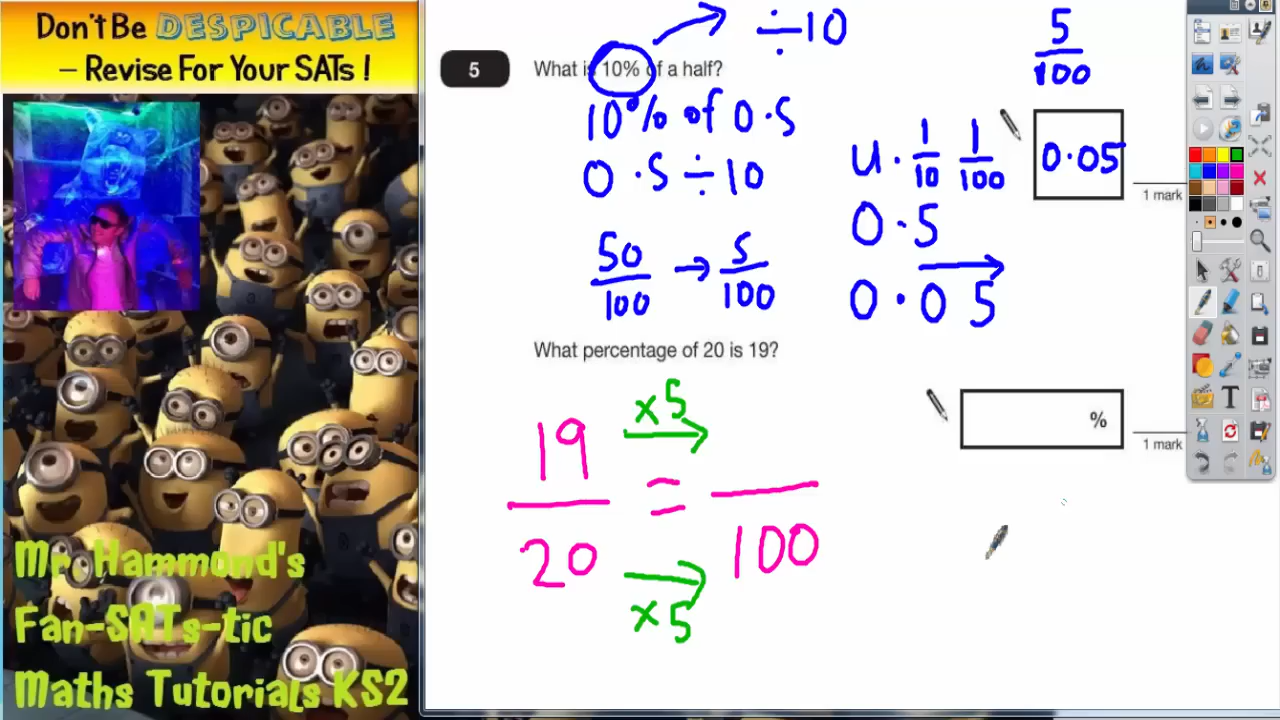 Don't Be DESPICABLE
– Revise For Your SATs !
Mr Hammond's
Fan-SATs-tic
Maths Tutorials KS2
5
What is 10% of a half?
÷10
10% of 0.5
0.5 ÷ 10
50/100 → 5/100
u . 1/10 1/100
0.5
0.05
5/100
0.05
1 mark
What percentage of 20 is 19?
×5
19/20 = /100
×5
%
1 mark